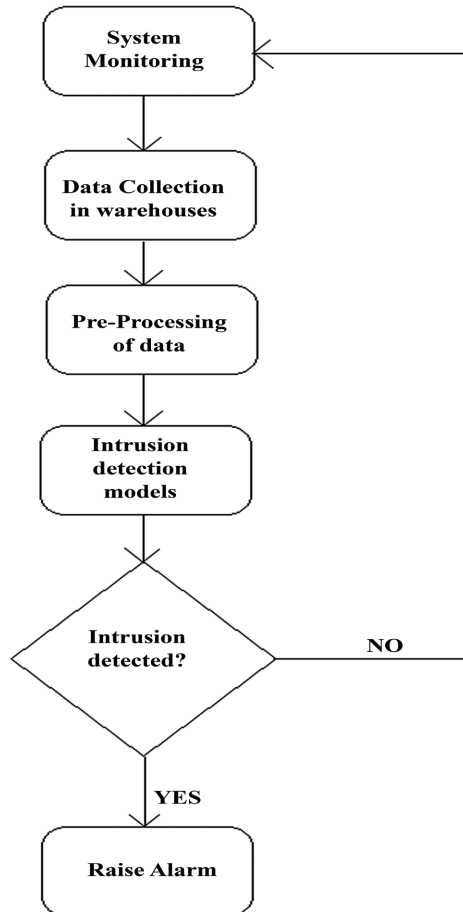 System
Monitoring
Data Collection
in warehouses
Pre-Processing
of data
Intrusion
detection
models
Intrusion
detected?
NO
YES
Raise Alarm